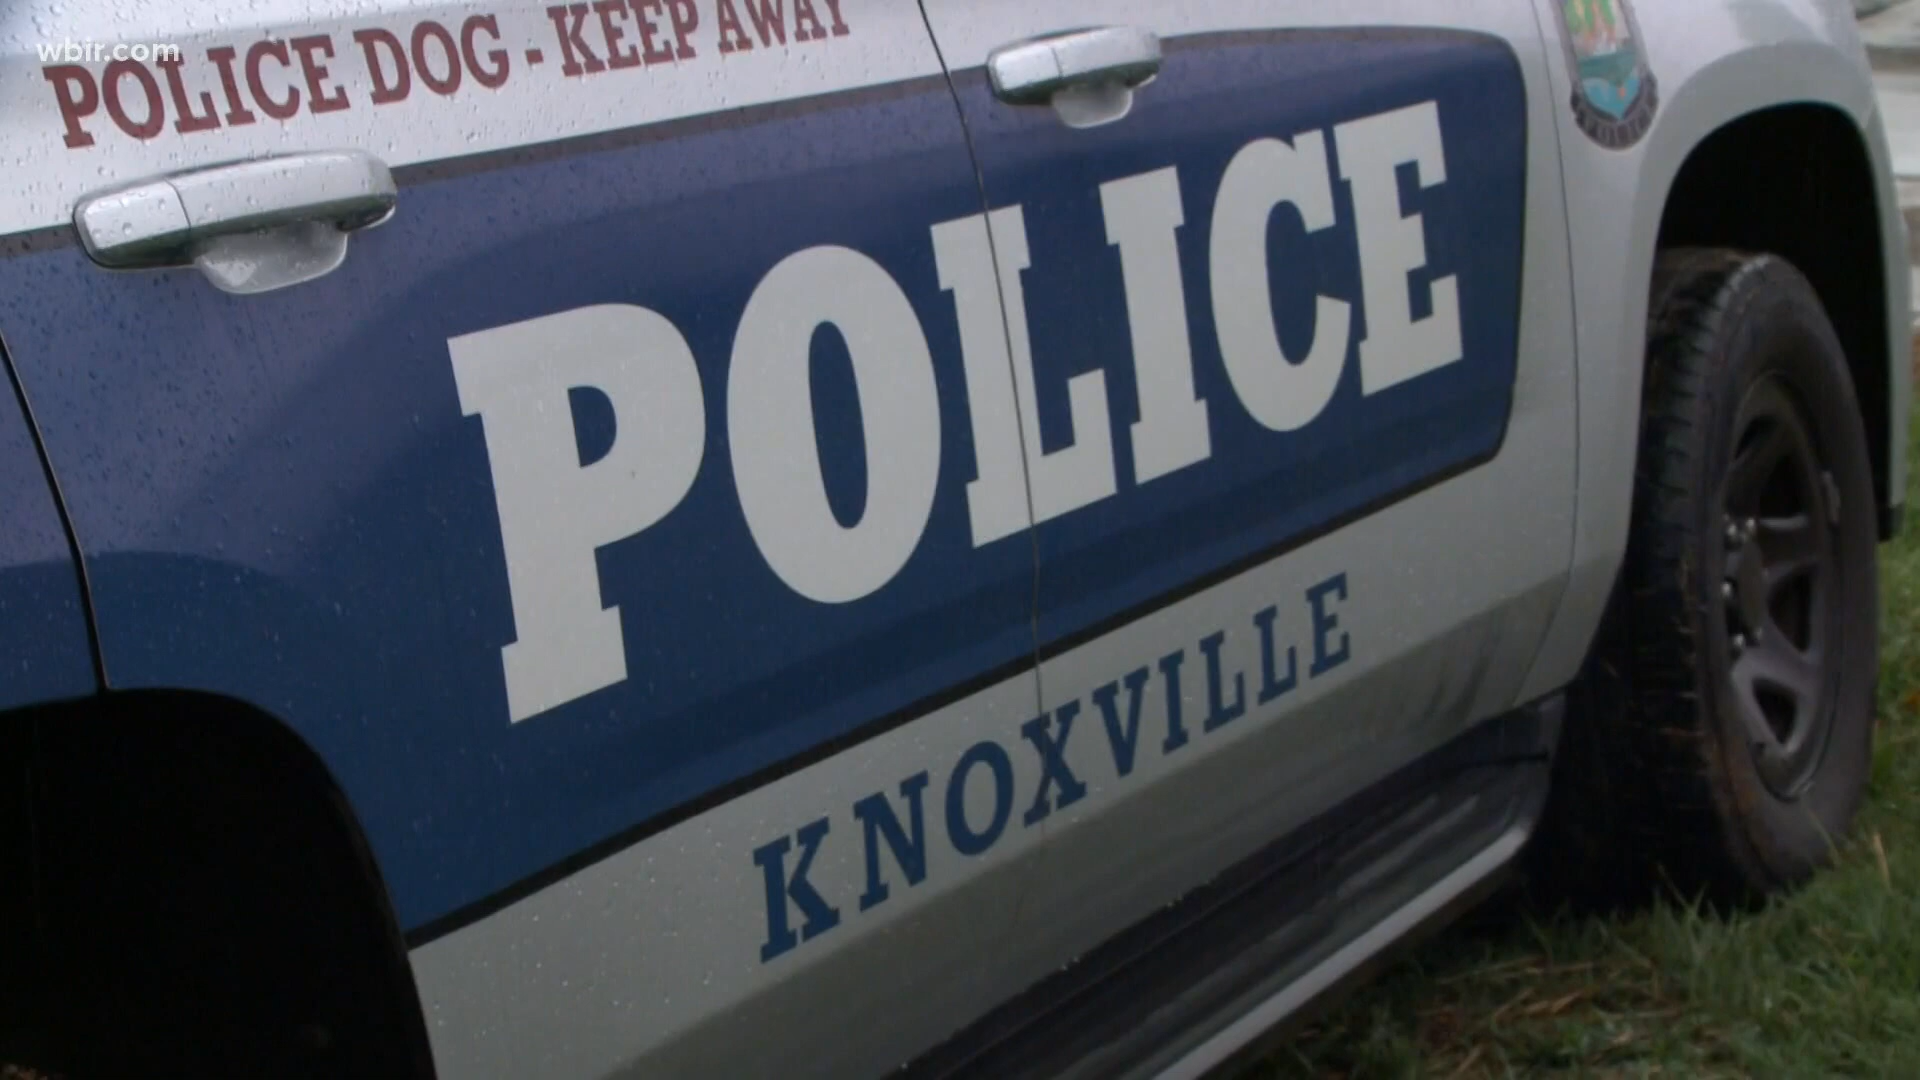 wbir.com
POLICE DOG - KEEP AWAY
POLICE
KNOXVILLE